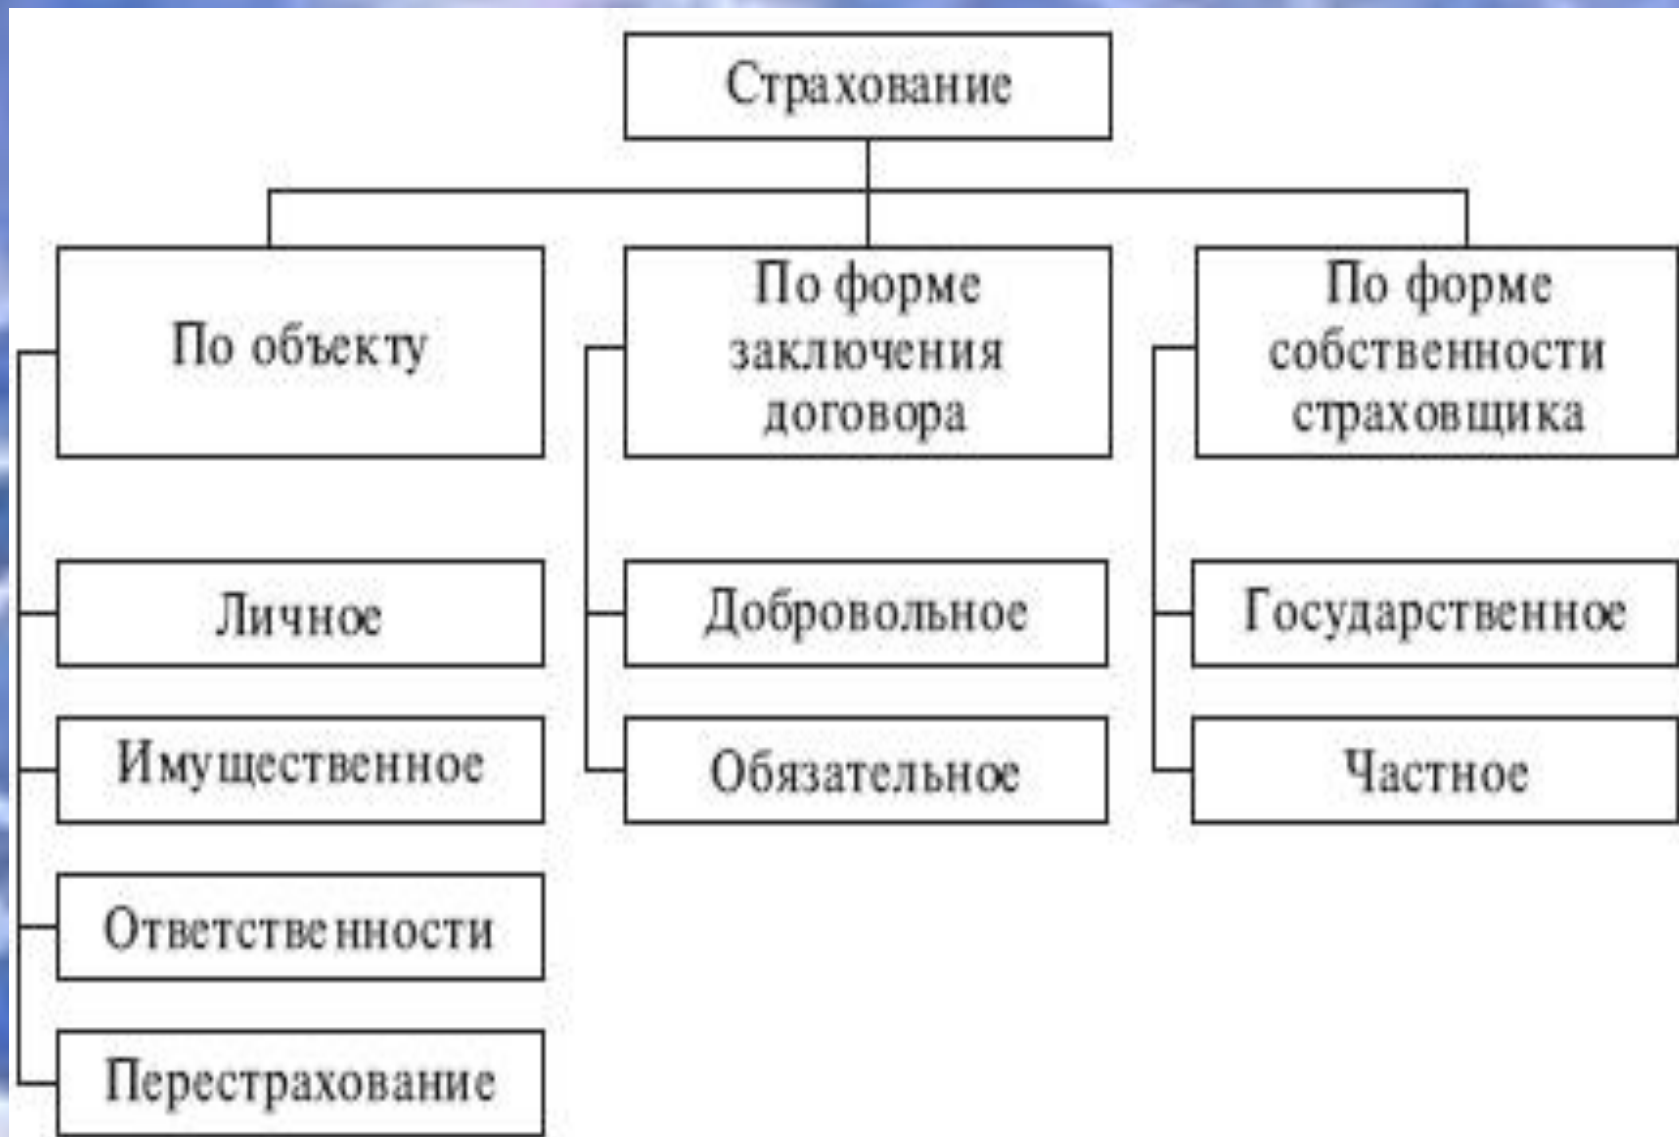 Страхование
По объекту
Личное
Имущественное
Ответственности
Перестрахование
По форме
заключения
договора
Добровольное
Обязательное
По форме
собственности
страховщика
Государственное
Частное